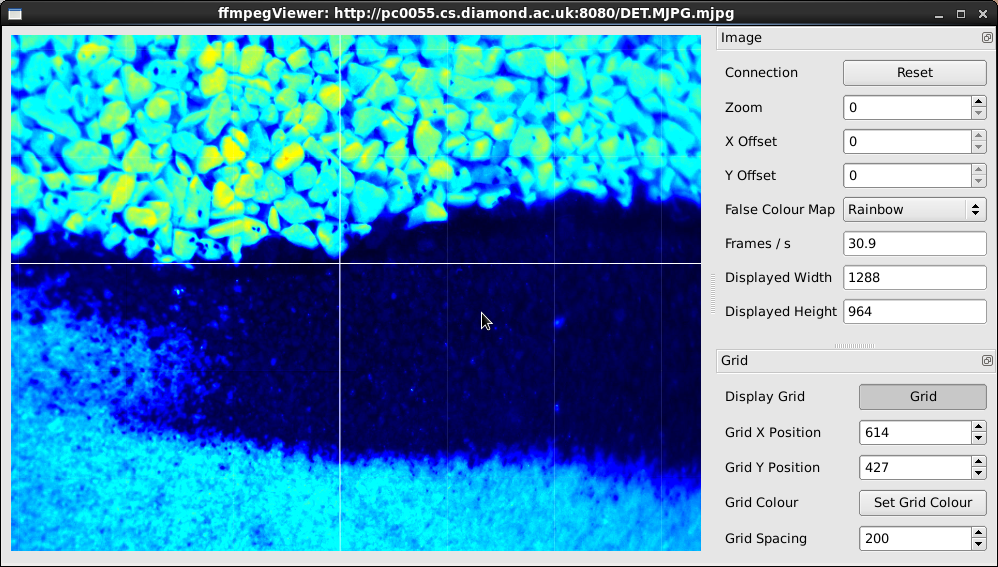 ffmpegViewer: http://pc0055.cs.diamond.ac.uk:8080/DET.MJPG.mjpg
Image
Connection Reset
Zoom 0
X Offset 0
Y Offset 0
False Colour Map Rainbow
Frames / s 30.9
Displayed Width 1288
Displayed Height 964
Grid
Display Grid Grid
Grid X Position 614
Grid Y Position 427
Grid Colour Set Grid Colour
Grid Spacing 200